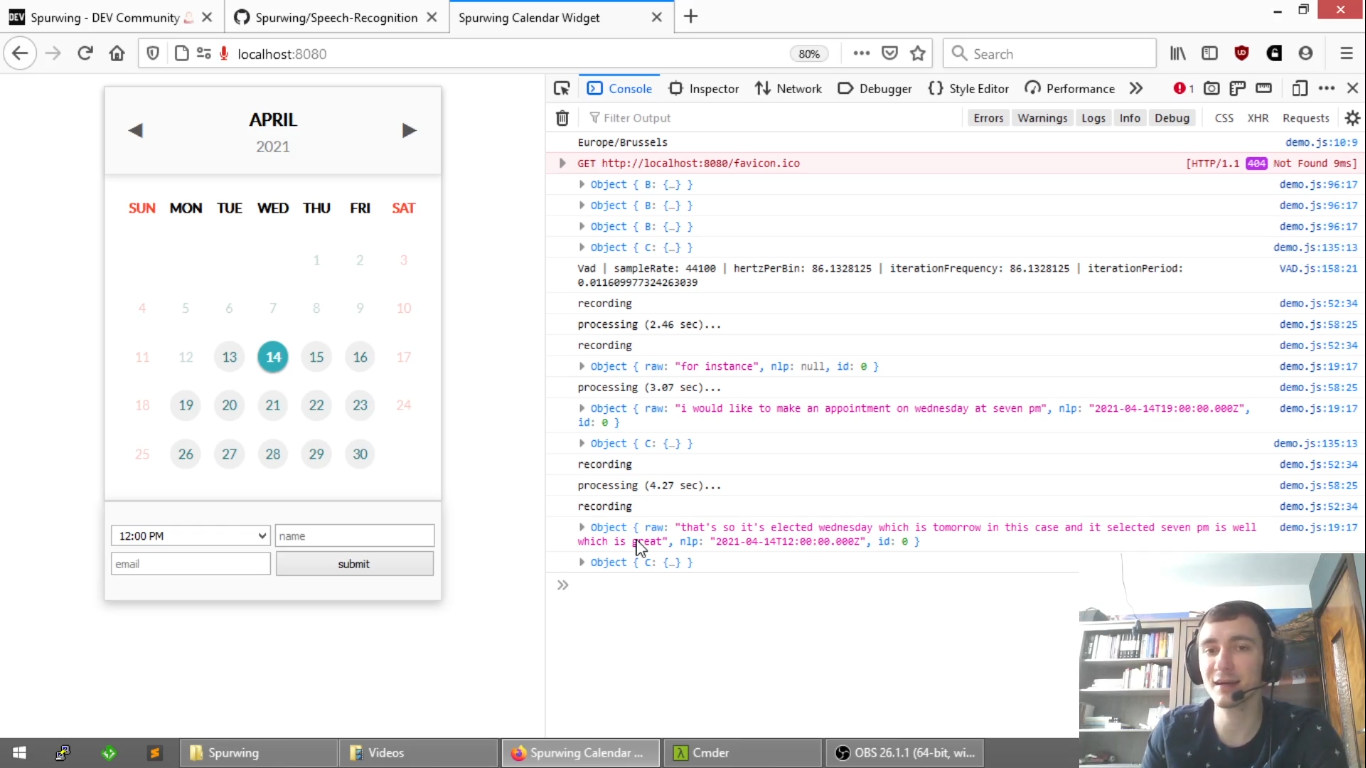 Spurwing - DEV Community
Spurwing/Speech-Recognition
Spurwing Calendar Widget
localhost:8080
80%
Search
APRIL
2021
SUN MON TUE WED THU FRI SAT
1 2 3
4 5 6 7 8 9 10
11 12 13 14 15 16 17
18 19 20 21 22 23 24
25 26 27 28 29 30
12:00 PM name
email submit
Console Inspector Network Debugger {} Style Editor Performance 1
Filter Output Errors Warnings Logs Info Debug CSS XHR Requests
Europe/Brussels demo.js:10:9
GET http://localhost:8080/favicon.ico [HTTP/1.1 404 Not Found 9ms]
Object { B: {…} } demo.js:96:17
Object { B: {…} } demo.js:96:17
Object { B: {…} } demo.js:96:17
Object { C: {…} } demo.js:135:13
Vad | sampleRate: 44100 | hertzPerBin: 86.1328125 | iterationFrequency: 86.1328125 | iterationPeriod: VAD.js:158:21
0.011609977324263039
recording demo.js:52:34
processing (2.46 sec)... demo.js:58:25
recording demo.js:52:34
Object { raw: "for instance", nlp: null, id: 0 } demo.js:19:17
processing (3.07 sec)... demo.js:58:25
Object { raw: "i would like to make an appointment on wednesday at seven pm", nlp: "2021-04-14T19:00:00.000Z", demo.js:19:17
id: 0 }
Object { C: {…} } demo.js:135:13
recording demo.js:52:34
processing (4.27 sec)... demo.js:58:25
recording demo.js:52:34
Object { raw: "that's so it's elected wednesday which is tomorrow in this case and it selected seven pm is well demo.js:19:17
which is great", nlp: "2021-04-14T12:00:00.000Z", id: 0 }
Object { C: {…} }
Spurwing
Videos
Spurwing Calendar ...
Cmder
OBS 26.1.1 (64-bit, wi...